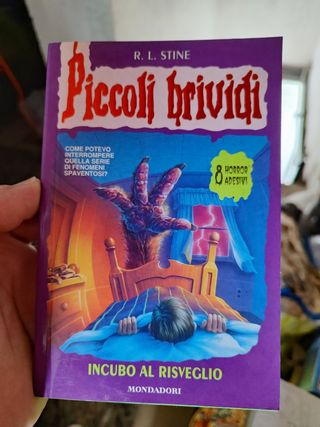 R. L. STINE
Piccoli brividi
COME POTEVO
INTERROMPERE
QUELLA SERIE
DI FENOMENI
SPAVENTOSI?
8 HORROR
ADESIVI
INCUBO AL RISVEGLIO
MONDADORI